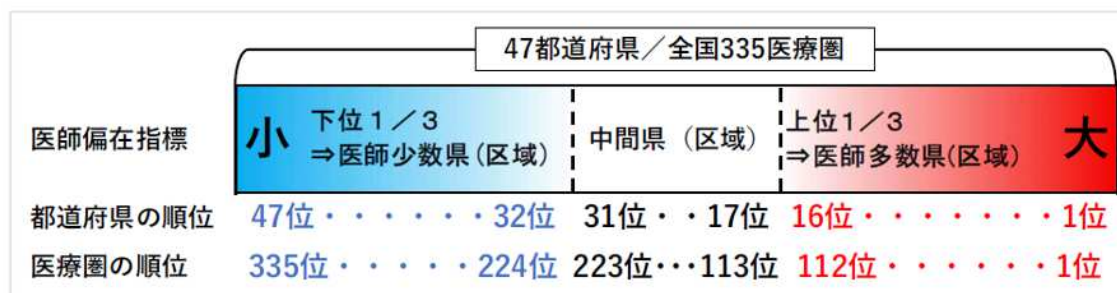 47都道府県／全国335医療圏
医師偏在指標
小
下位１／３
⇒医師少数県(区域)
中間県（区域）
上位１／３
⇒医師多数県(区域)
大
都道府県の順位 47位・・・・・・32位 31位・・17位 16位・・・・・・・1位
医療圏の順位 335位・・・・・224位 223位・・・113位 112位・・・・・・1位